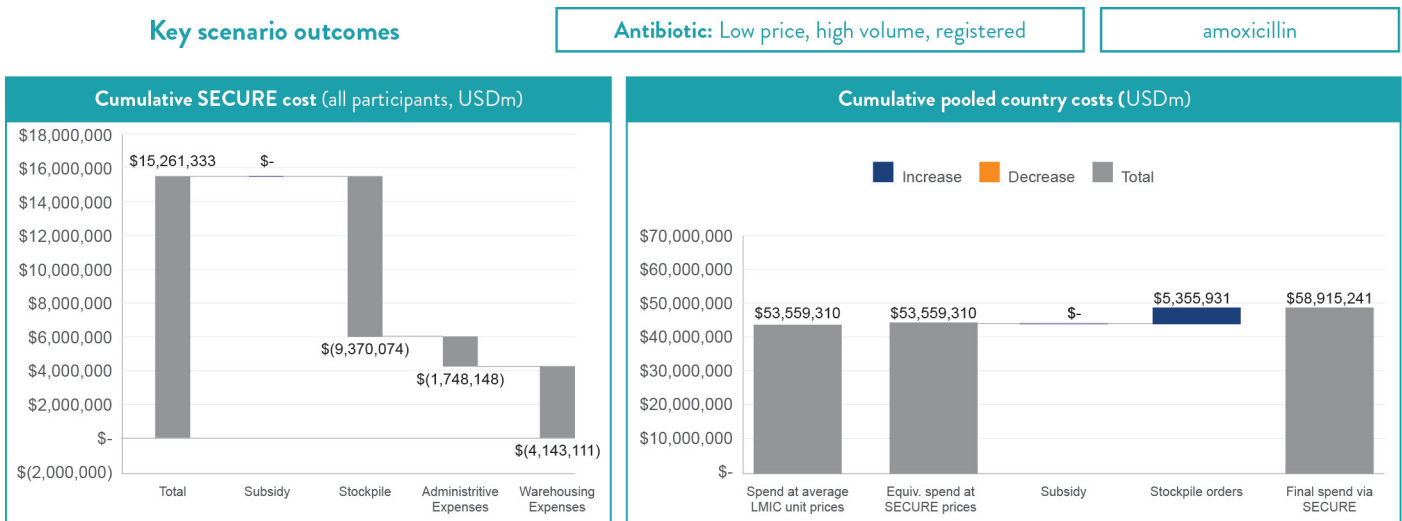 Key scenario outcomes
Antibiotic: Low price, high volume, registered
amoxicillin
Cumulative SECURE cost (all participants, USDm)
$18,000,000
$16,000,000
$14,000,000
$12,000,000
$10,000,000
$8,000,000
$6,000,000
$4,000,000
$2,000,000
$-
$(2,000,000)
$15,261,333
$-
$(9,370,074)
$(1,748,148)
$(4,143,111)
Total
Subsidy
Stockpile
Administritive
Expenses
Warehousing
Expenses
Cumulative pooled country costs (USDm)
Increase
Decrease
Total
$70,000,000
$60,000,000
$50,000,000
$40,000,000
$30,000,000
$20,000,000
$10,000,000
$-
$53,559,310
$53,559,310
$-
$5,355,931
$58,915,241
Spend at average
LMIC unit prices
Equiv. spend at
SECURE prices
Subsidy
Stockpile orders
Final spend via
SECURE